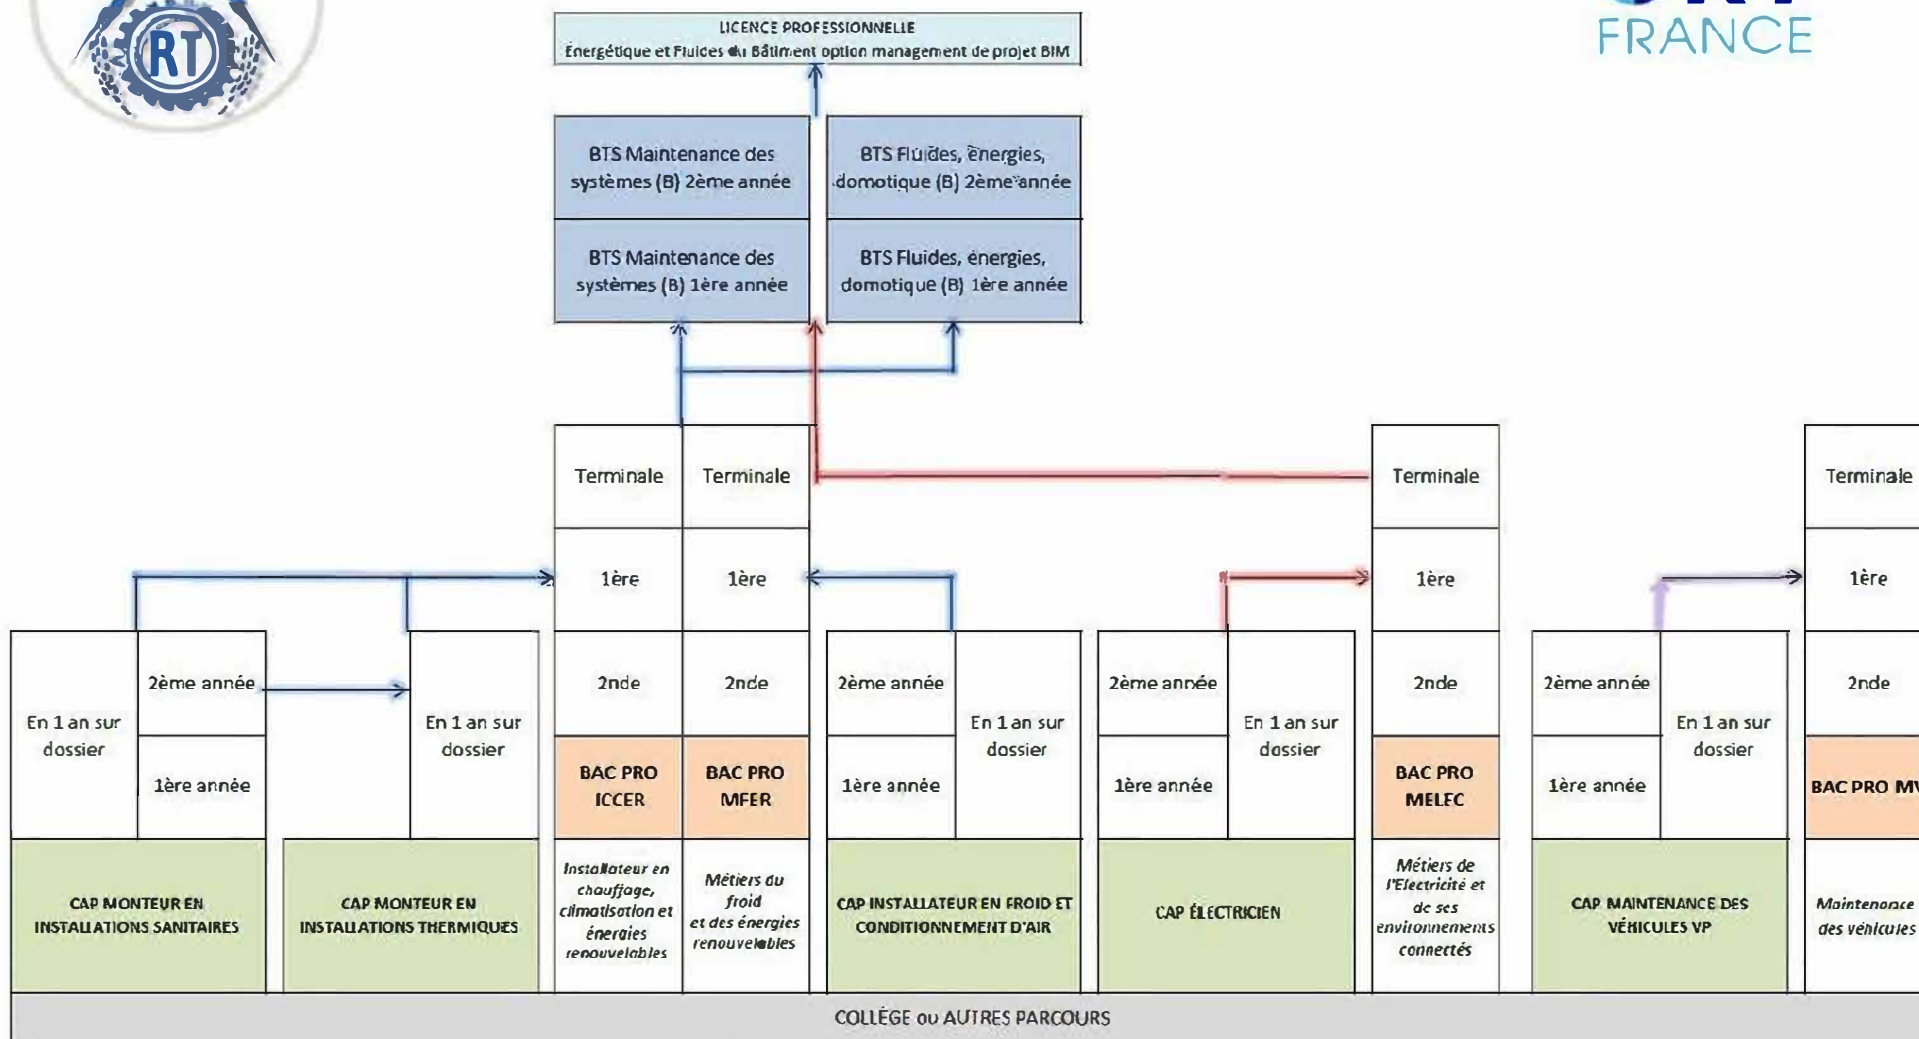 RT
FRANCE
LICENCE PROFESSIONNELLE
Énergétique et Fluides du Bâtiment option management de projet BIM
BTS Maintenance des
systèmes (B) 2ème année
BTS Fluides, énergies,
domotique (B) 2ème année
BTS Maintenance des
systèmes (B) 1ère année
BTS Fluides, énergies,
domotique (B) 1ère année
Terminale
Terminale
Terminale
Terminale
1ère
1ère
1ère
1ère
En 1 an sur
dossier
2ème année
1ère année
En 1 an sur
dossier
2nde
2nde
2ème année
1ère année
En 1 an sur
dossier
2ème année
1ère année
En 1 an sur
dossier
2nde
2ème année
1ère année
En 1 an sur
dossier
2nde
BAC PRO
ICCER
BAC PRO
MFER
BAC PRO
MELEC
BAC PRO MV
CAP MONTEUR EN
INSTALLATIONS SANITAIRES
CAP MONTEUR EN
INSTALLATIONS THERMIQUES
Installateur en
chauffage,
climatisation et
énergies
renouvelables
Métiers du
froid
et des énergies
renouvelables
CAP INSTALLATEUR EN FROID ET
CONDITIONNEMENT D'AIR
CAP ÉLECTRICIEN
Métiers de
l'Electricité et
de ses
environnements
connectés
CAP MAINTENANCE DES
VÉHICULES VP
Maintenance
des véhicules
COLLÈGE ou AUTRES PARCOURS